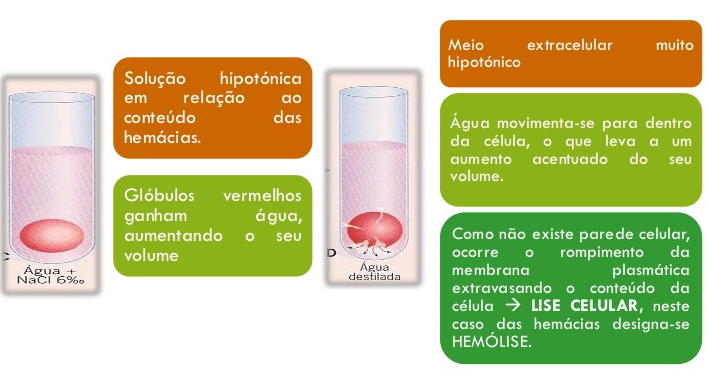 Solução hipotónica
em relação ao
conteúdo das
hemácias.
Glóbulos vermelhos
ganham água,
aumentando o seu
volume
C
Água +
NaCl 6‰
Meio extracelular muito
hipotónico
Água movimenta-se para dentro
da célula, o que leva a um
aumento acentuado do seu
volume.
Como não existe parede celular,
ocorre o rompimento da
membrana plasmática
extravasando o conteúdo da
célula → LISE CELULAR, neste
caso das hemácias designa-se
HEMÓLISE.
D
Água
destilada